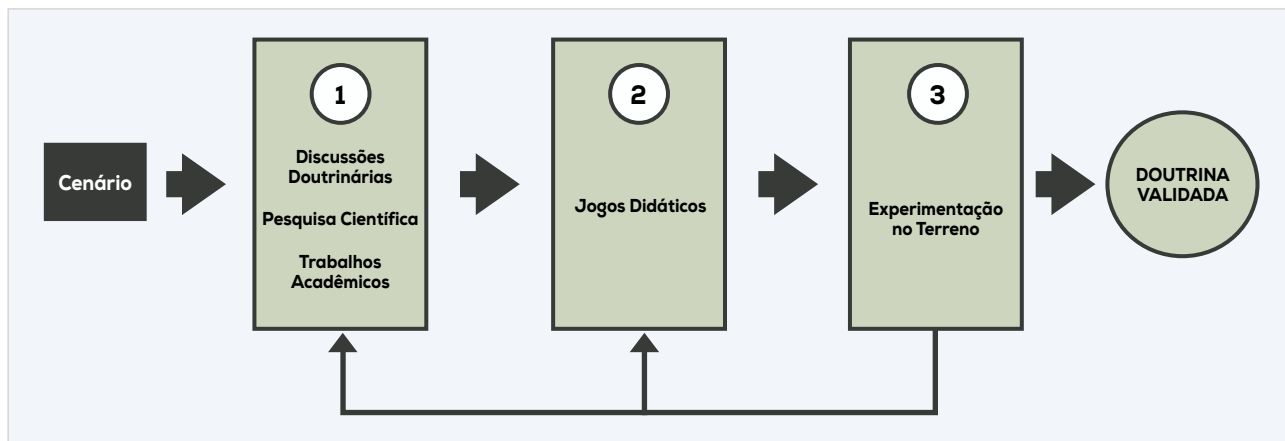 Cenário
1
Discussões
Doutrinárias
Pesquisa Científica
Trabalhos
Acadêmicos
2
Jogos Didáticos
3
Experimentação
no Terreno
DOUTRINA
VALIDADA